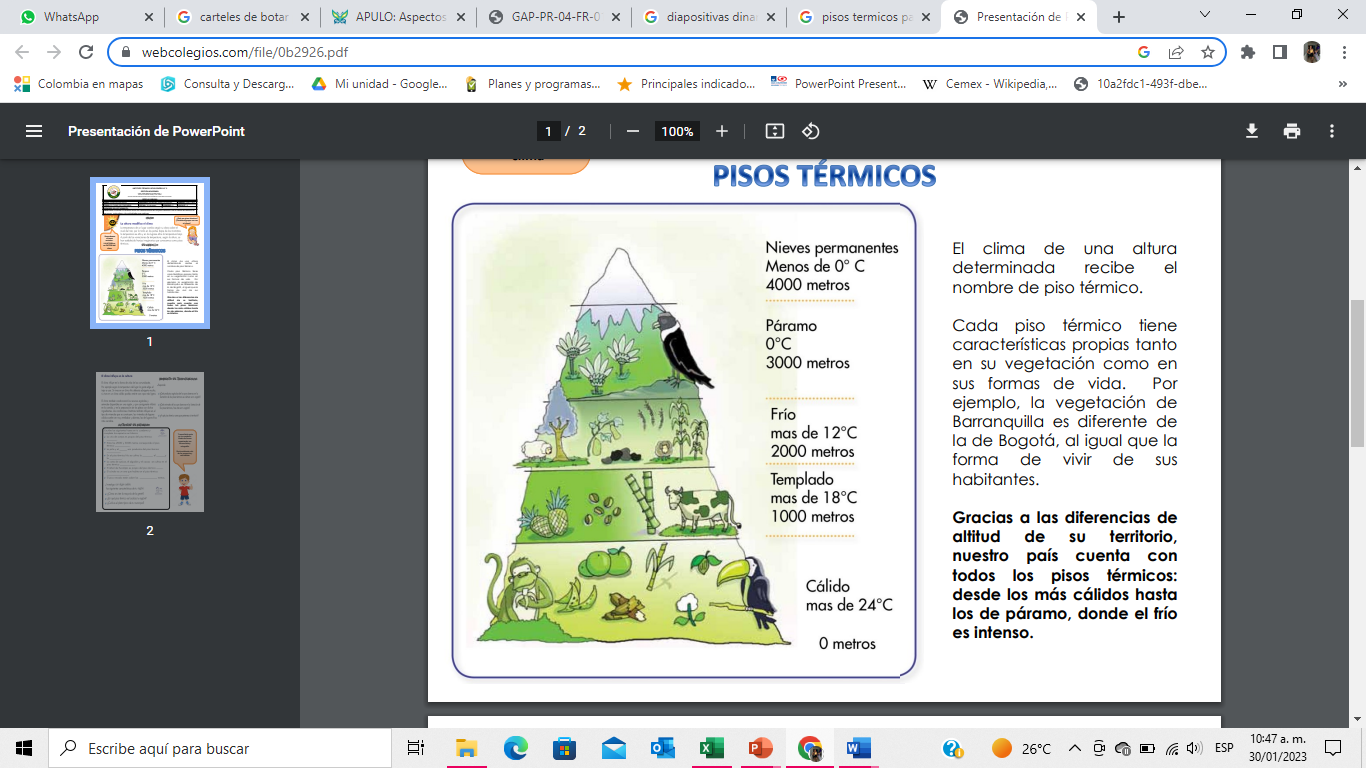 WhatsApp
carteles de botar
APULO: Aspectos
GAP-PR-04-FR-0
diapositivas dina
pisos termicos pa
Presentación de
webcolegios.com/file/0b2926.pdf
Colombia en mapas
Consulta y Descarg...
Mi unidad - Google...
Planes y programas...
Principales indicado...
PowerPoint Present...
Cemex - Wikipedia,...
10a2fdc1-493f-dbe...
»
Presentación de PowerPoint
1 / 2
100%
PISOS TÉRMICOS
1
2
Nieves permanentes
Menos de 0° C
4000 metros
Páramo
0°C
3000 metros
Frío
mas de 12°C
2000 metros
Templado
mas de 18°C
1000 metros
Cálido
mas de 24°C
0 metros
El clima de una altura
determinada recibe el
nombre de piso térmico.
Cada piso térmico tiene
características propias tanto
en su vegetación como en
sus formas de vida. Por
ejemplo, la vegetación de
Barranquilla es diferente de
la de Bogotá, al igual que la
forma de vivir de sus
habitantes.
Gracias a las diferencias de
altitud de su territorio,
nuestro país cuenta con
todos los pisos térmicos:
desde los más cálidos hasta
los de páramo, donde el frío
es intenso.
Escribe aquí para buscar
26°C
ESP
10:47 a. m.
30/01/2023